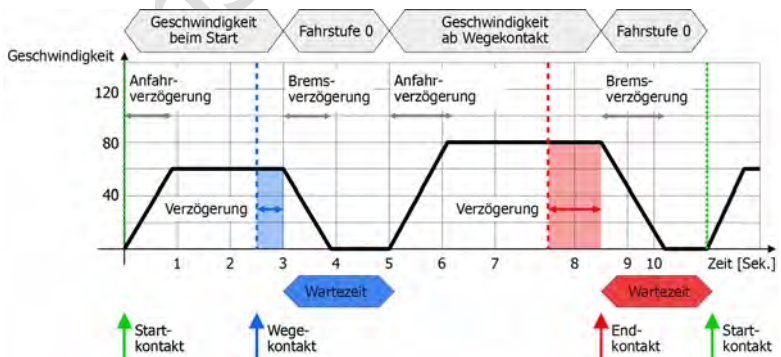 Geschwindigkeit
beim Start
Fahrstufe 0
Geschwindigkeit
ab Wegekontakt
Fahrstufe 0
Geschwindigkeit
Anfahr-
verzögerung
Brems-
verzögerung
Anfahr-
verzögerung
Brems-
verzögerung
120
80
40
Verzögerung
Verzögerung
1 2 3 4 5 6 7 8 9 10 Zeit [Sek.]
Wartezeit
Wartezeit
Start-
kontakt
Wege-
kontakt
End-
kontakt
Start-
kontakt